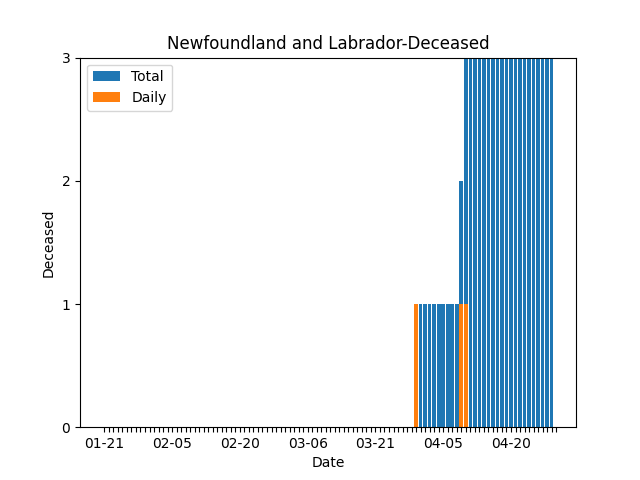 Newfoundland and Labrador-Deceased
Total
Daily
3
2
1
0
Deceased
01-21 02-05 02-20 03-06 03-21 04-05 04-20
Date